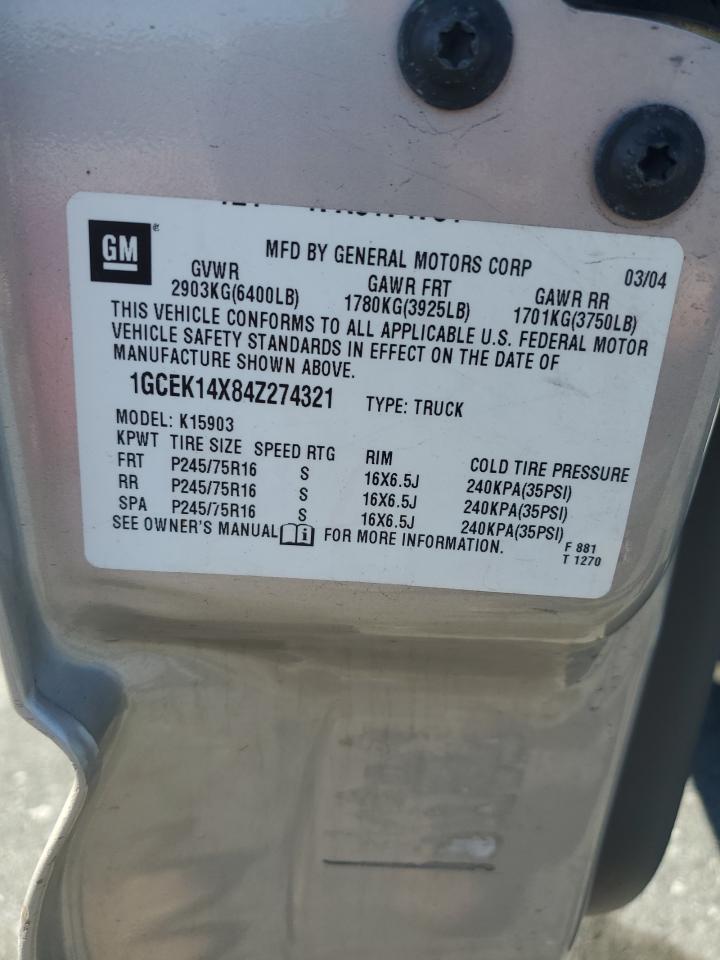 GM
MFD BY GENERAL MOTORS CORP 03/04
GVWR GAWR FRT GAWR RR
2903KG(6400LB) 1780KG(3925LB) 1701KG(3750LB)
THIS VEHICLE CONFORMS TO ALL APPLICABLE U.S. FEDERAL MOTOR
VEHICLE SAFETY STANDARDS IN EFFECT ON THE DATE OF
MANUFACTURE SHOWN ABOVE.
1GCEK14X84Z274321 TYPE: TRUCK
MODEL: K15903
KPWT TIRE SIZE SPEED RTG RIM COLD TIRE PRESSURE
FRT P245/75R16 S 16X6.5J 240KPA(35PSI)
RR P245/75R16 S 16X6.5J 240KPA(35PSI)
SPA P245/75R16 S 16X6.5J 240KPA(35PSI)
SEE OWNER'S MANUAL i FOR MORE INFORMATION.
F 881
T 1270